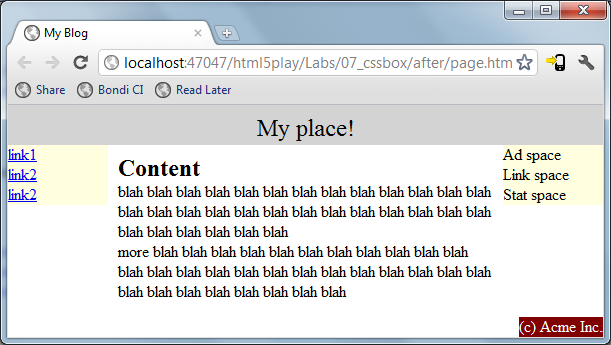 My Blog
localhost:47047/html5play/Labs/07_cssbox/after/page.htm
Share Bondi CI Read Later
My place!
link1
link2
link2
Content
blah blah blah blah blah blah blah blah blah blah blah blah blah
blah blah blah blah blah blah blah blah blah blah blah blah blah
blah blah blah blah blah blah
more blah blah blah blah blah blah blah blah blah blah blah
blah blah blah blah blah blah blah blah blah blah blah blah blah
blah blah blah blah blah blah blah blah
Ad space
Link space
Stat space
(c) Acme Inc.